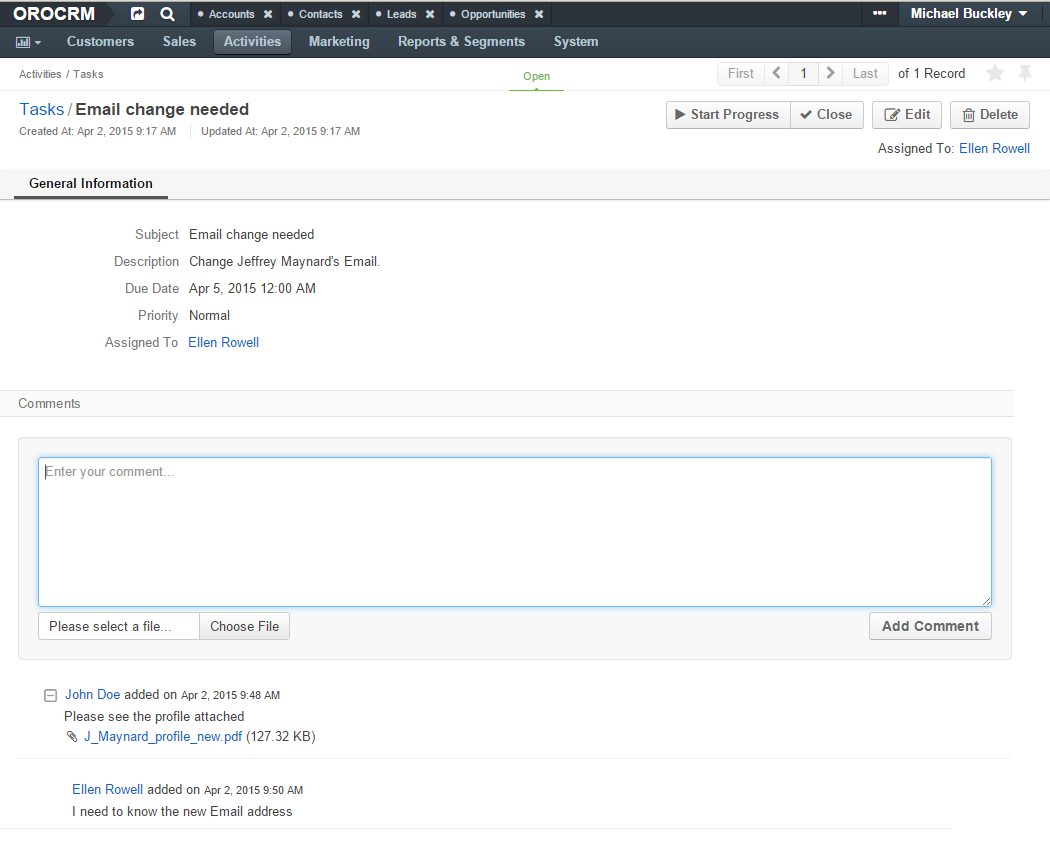 OROCRM • Accounts ✖ • Contacts ✖ • Leads ✖ • Opportunities ✖ ••• Michael Buckley
Customers Sales Activities Marketing Reports & Segments System
Activities / Tasks Open First 1 Last of 1 Record
Tasks / Email change needed Start Progress Close Edit Delete
Created At: Apr 2, 2015 9:17 AM Updated At: Apr 2, 2015 9:17 AM
Assigned To: Ellen Rowell
General Information
Subject Email change needed
Description Change Jeffrey Maynard's Email.
Due Date Apr 5, 2015 12:00 AM
Priority Normal
Assigned To Ellen Rowell
Comments
Enter your comment...
Please select a file... Choose File Add Comment
John Doe added on Apr 2, 2015 9:48 AM
Please see the profile attached
J_Maynard_profile_new.pdf (127.32 KB)
Ellen Rowell added on Apr 2, 2015 9:50 AM
I need to know the new Email address